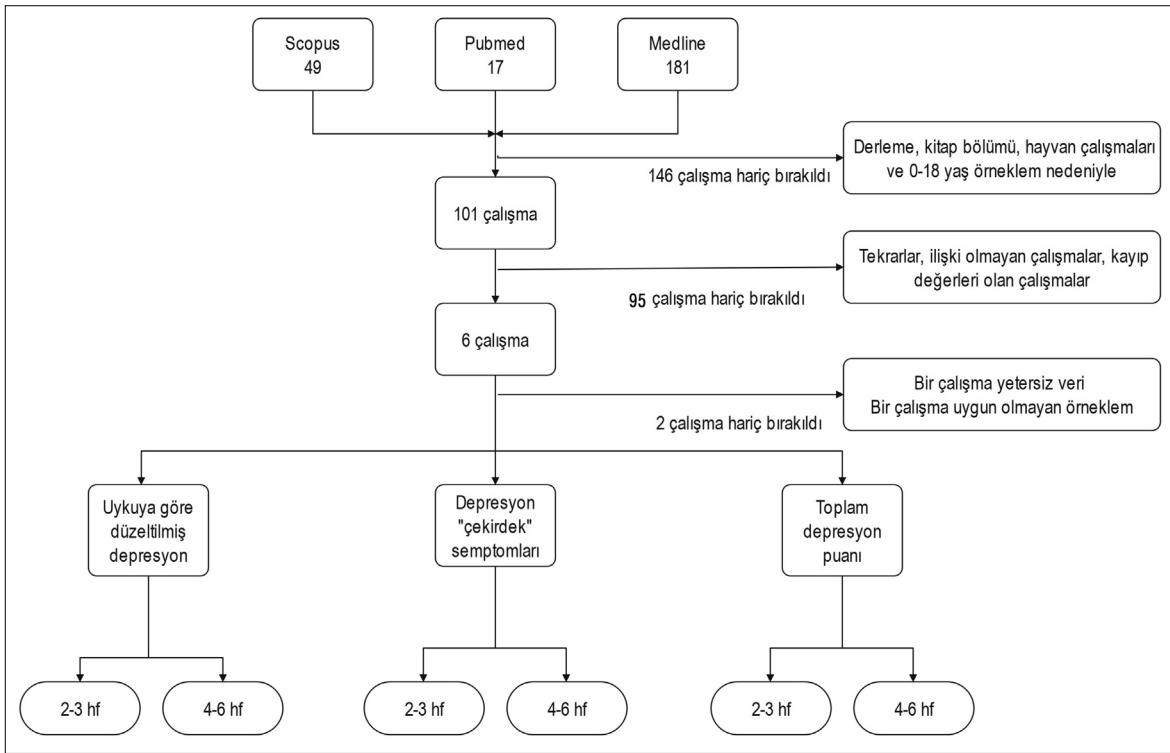 Scopus
49
Pubmed
17
Medline
181
Derleme, kitap bölümü, hayvan çalışmaları
ve 0-18 yaş örneklem nedeniyle
146 çalışma hariç bırakıldı
101 çalışma
Tekrarlar, ilişki olmayan çalışmalar, kayıp
değerleri olan çalışmalar
95 çalışma hariç bırakıldı
6 çalışma
Bir çalışma yetersiz veri
Bir çalışma uygun olmayan örneklem
2 çalışma hariç bırakıldı
Uykuya göre
düzeltilmiş
depresyon
Depresyon
"çekirdek"
semptomları
Toplam
depresyon
puanı
2-3 hf
4-6 hf
2-3 hf
4-6 hf
2-3 hf
4-6 hf